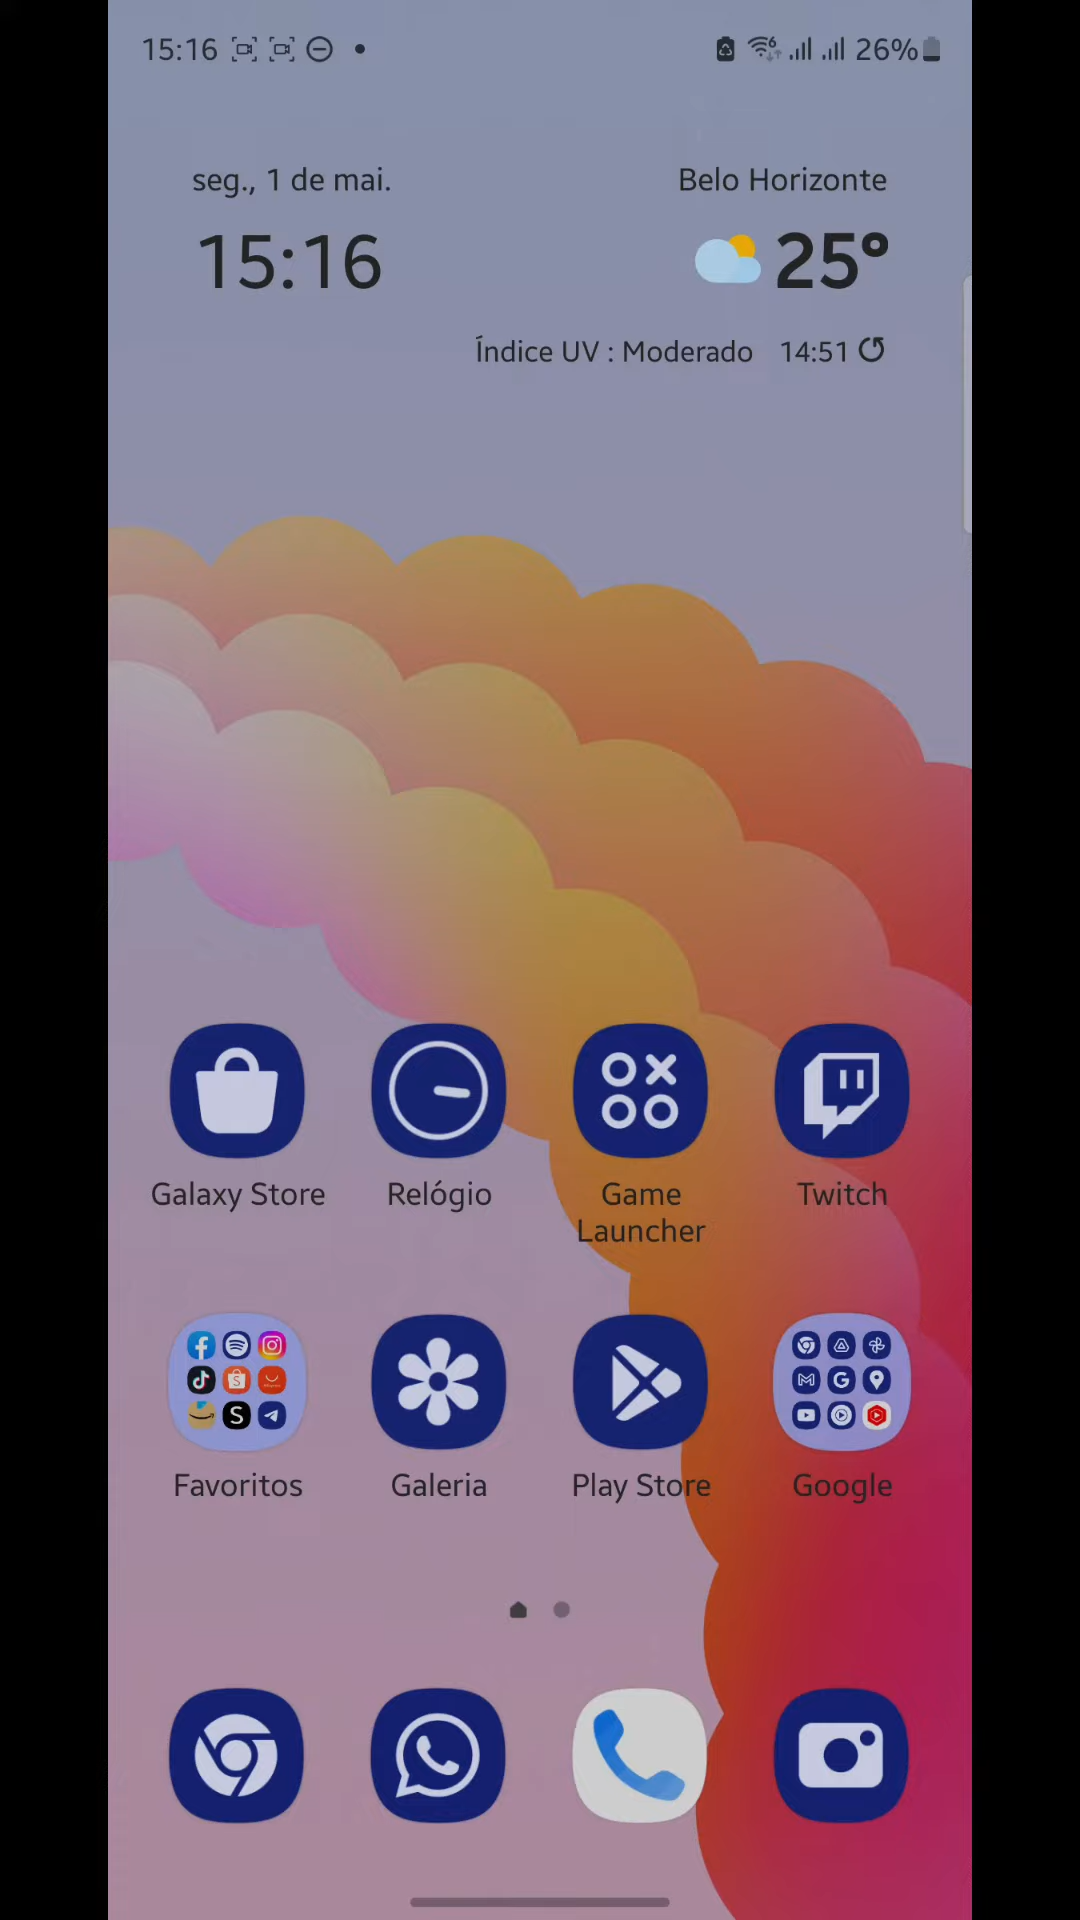 15:16 26%
seg., 1 de mai. Belo Horizonte
15:16 25°
Índice UV : Moderado 14:51
Galaxy Store Relógio Game Launcher Twitch
Favoritos Galeria Play Store Google